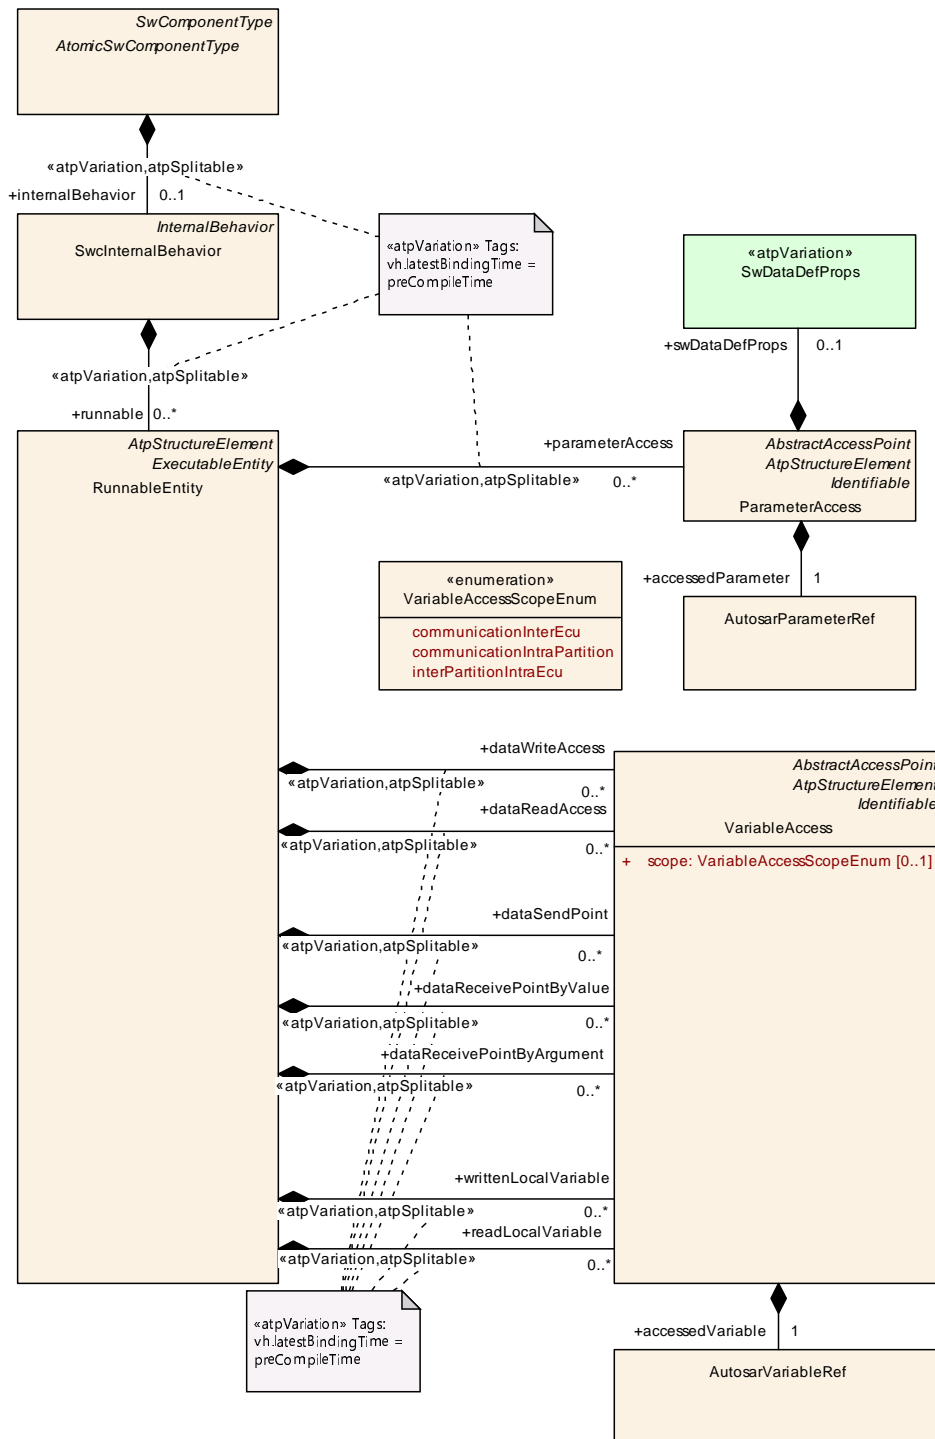 SwComponentType
AtomicSwComponentType
«atpVariation,atpSplitable»
+internalBehavior 0..1
InternalBehavior
SwcInternalBehavior
«atpVariation» Tags:
vh.latestBindingTime =
preCompileTime
«atpVariation»
SwDataDefProps
+swDataDefProps 0..1
«atpVariation,atpSplitable»
+runnable 0..*
AtpStructureElement
ExecutableEntity
RunnableEntity
+parameterAccess
«atpVariation,atpSplitable» 0..*
AbstractAccessPoint
AtpStructureElement
Identifiable
ParameterAccess
+accessedParameter 1
AutosarParameterRef
«enumeration»
VariableAccessScopeEnum
communicationInterEcu
communicationIntraPartition
interPartitionIntraEcu
+dataWriteAccess
«atpVariation,atpSplitable» 0..*
+dataReadAccess
«atpVariation,atpSplitable» 0..*
AbstractAccessPoint
AtpStructureElement
Identifiable
VariableAccess
+ scope: VariableAccessScopeEnum [0..1]
+dataSendPoint
«atpVariation,atpSplitable» 0..*
+dataReceivePointByValue
«atpVariation,atpSplitable» 0..*
+dataReceivePointByArgument
«atpVariation,atpSplitable» 0..*
+writtenLocalVariable
«atpVariation,atpSplitable» 0..*
+readLocalVariable
«atpVariation,atpSplitable» 0..*
«atpVariation» Tags:
vh.latestBindingTime =
preCompileTime
+accessedVariable 1
AutosarVariableRef